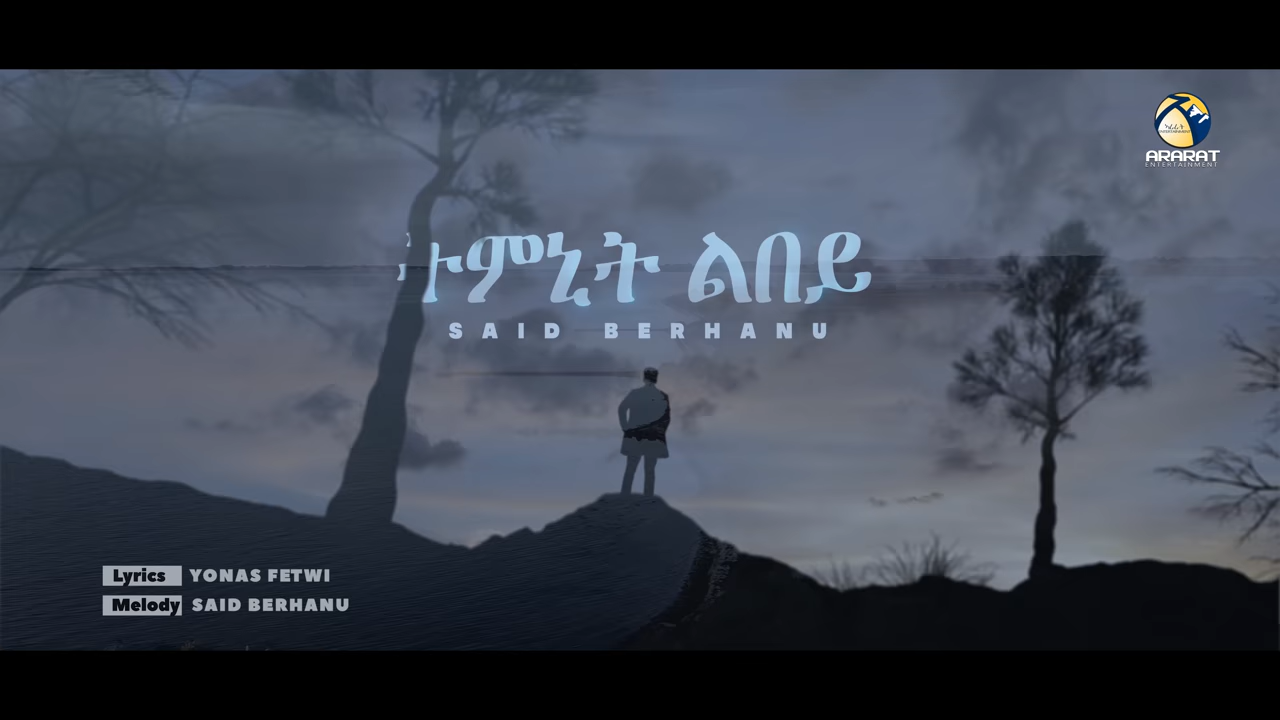 ትምኒት ልበይ
SAID BERHANU
ARARAT
ENTERTAINMENT
Lyrics YONAS FETWI
Melody SAID BERHANU